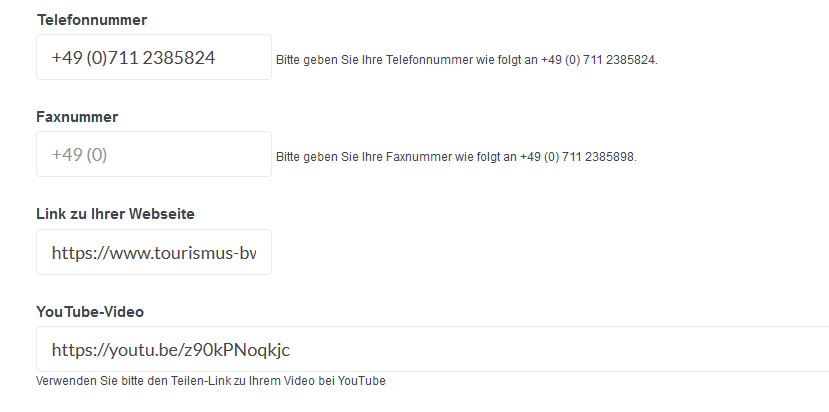 Telefonnummer
+49 (0)711 2385824 Bitte geben Sie Ihre Telefonnummer wie folgt an +49 (0) 711 2385824.
Faxnummer
+49 (0) Bitte geben Sie Ihre Faxnummer wie folgt an +49 (0) 711 2385898.
Link zu Ihrer Webseite
https://www.tourismus-bw
YouTube-Video
https://youtu.be/z90kPNoqkjc
Verwenden Sie bitte den Teilen-Link zu Ihrem Video bei YouTube